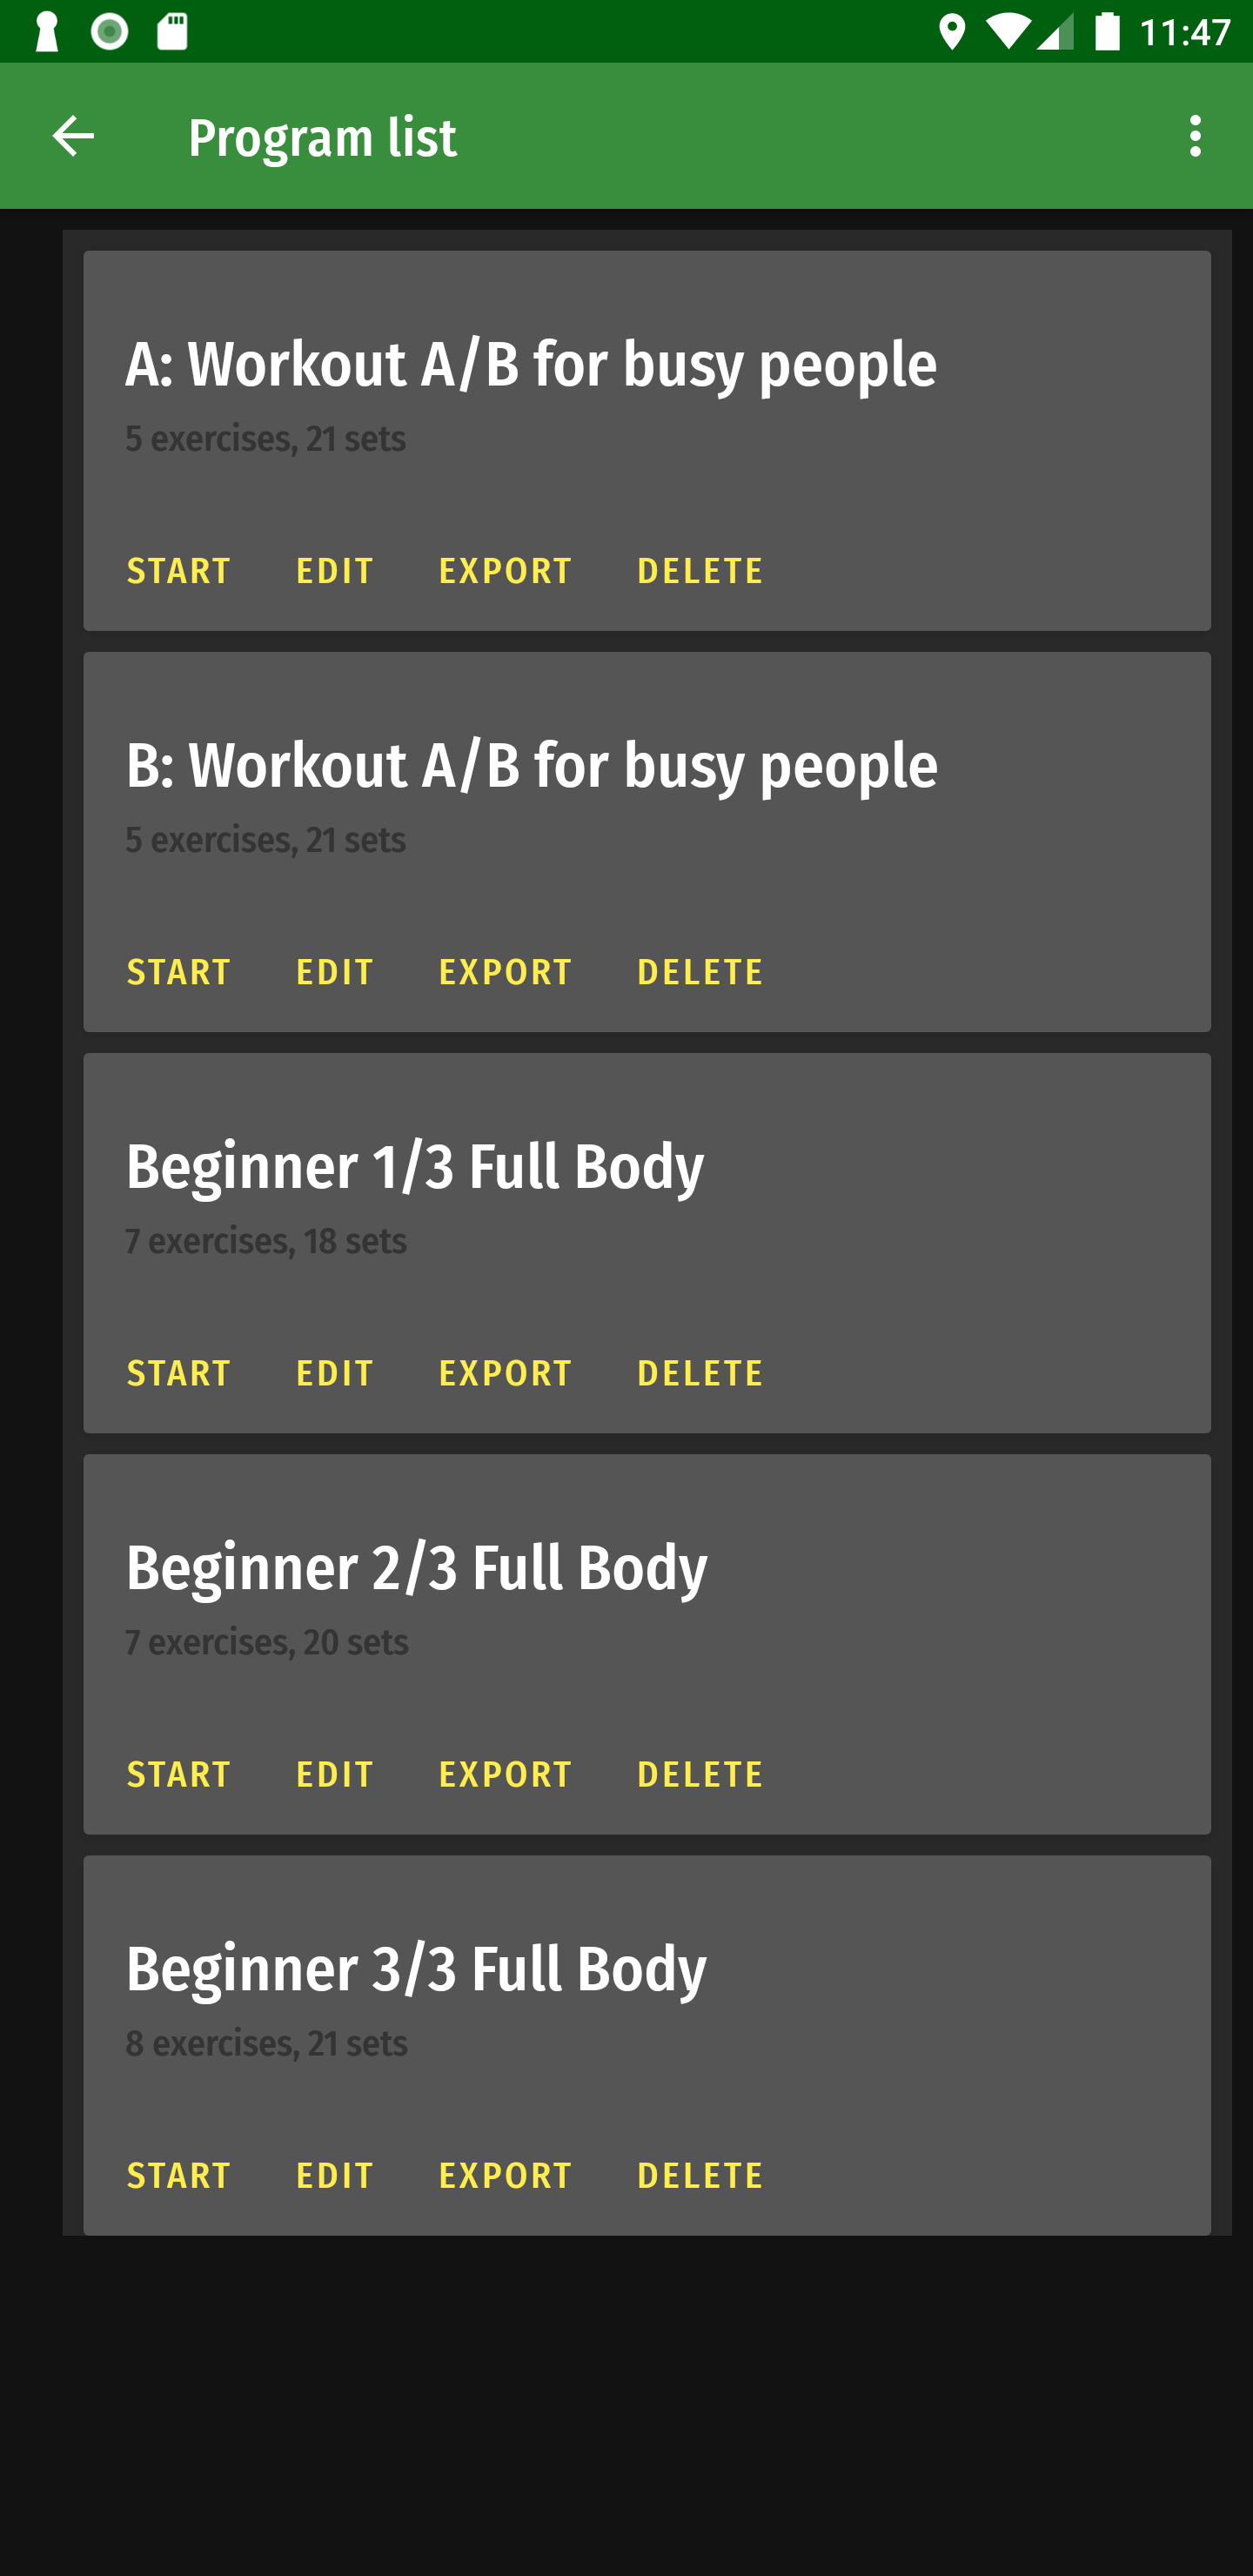 11:47
Program list
A: Workout A/B for busy people
5 exercises, 21 sets
START EDIT EXPORT DELETE
B: Workout A/B for busy people
5 exercises, 21 sets
START EDIT EXPORT DELETE
Beginner 1/3 Full Body
7 exercises, 18 sets
START EDIT EXPORT DELETE
Beginner 2/3 Full Body
7 exercises, 20 sets
START EDIT EXPORT DELETE
Beginner 3/3 Full Body
8 exercises, 21 sets
START EDIT EXPORT DELETE